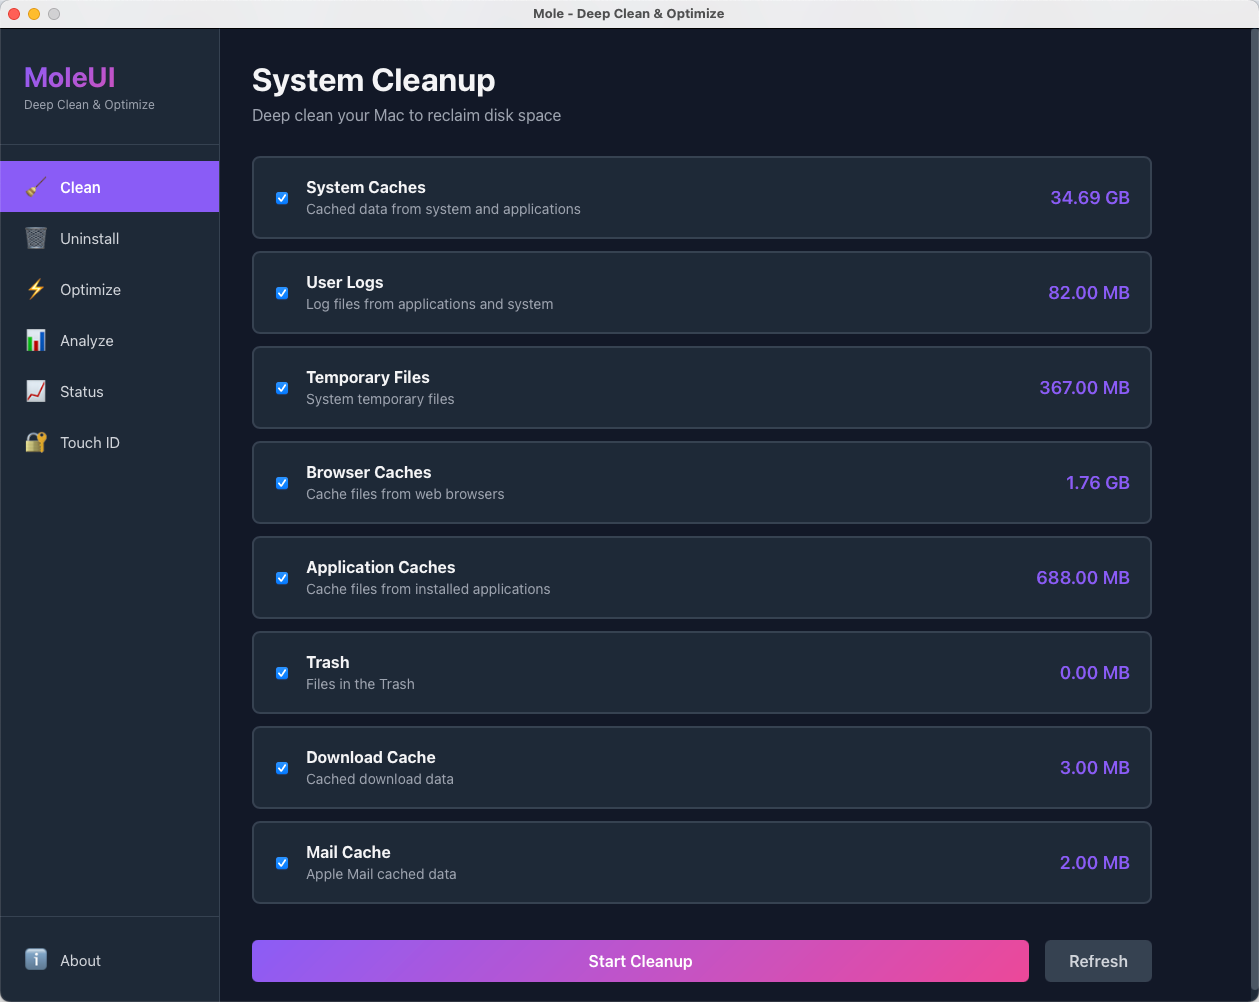 Mole - Deep Clean & Optimize
MoleUI
Deep Clean & Optimize
Clean
Uninstall
Optimize
Analyze
Status
Touch ID
About
System Cleanup
Deep clean your Mac to reclaim disk space
System Caches
Cached data from system and applications
34.69 GB
User Logs
Log files from applications and system
82.00 MB
Temporary Files
System temporary files
367.00 MB
Browser Caches
Cache files from web browsers
1.76 GB
Application Caches
Cache files from installed applications
688.00 MB
Trash
Files in the Trash
0.00 MB
Download Cache
Cached download data
3.00 MB
Mail Cache
Apple Mail cached data
2.00 MB
Start Cleanup
Refresh